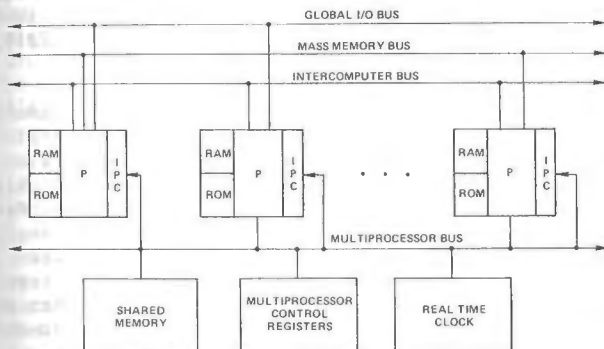 GLOBAL I/O BUS
MASS MEMORY BUS
INTERCOMPUTER BUS
RAM
ROM
P
I
P
C
RAM
ROM
P
I
P
C
. . .
RAM
ROM
P
I
P
C
MULTIPROCESSOR BUS
SHARED
MEMORY
MULTIPROCESSOR
CONTROL
REGISTERS
REAL TIME
CLOCK